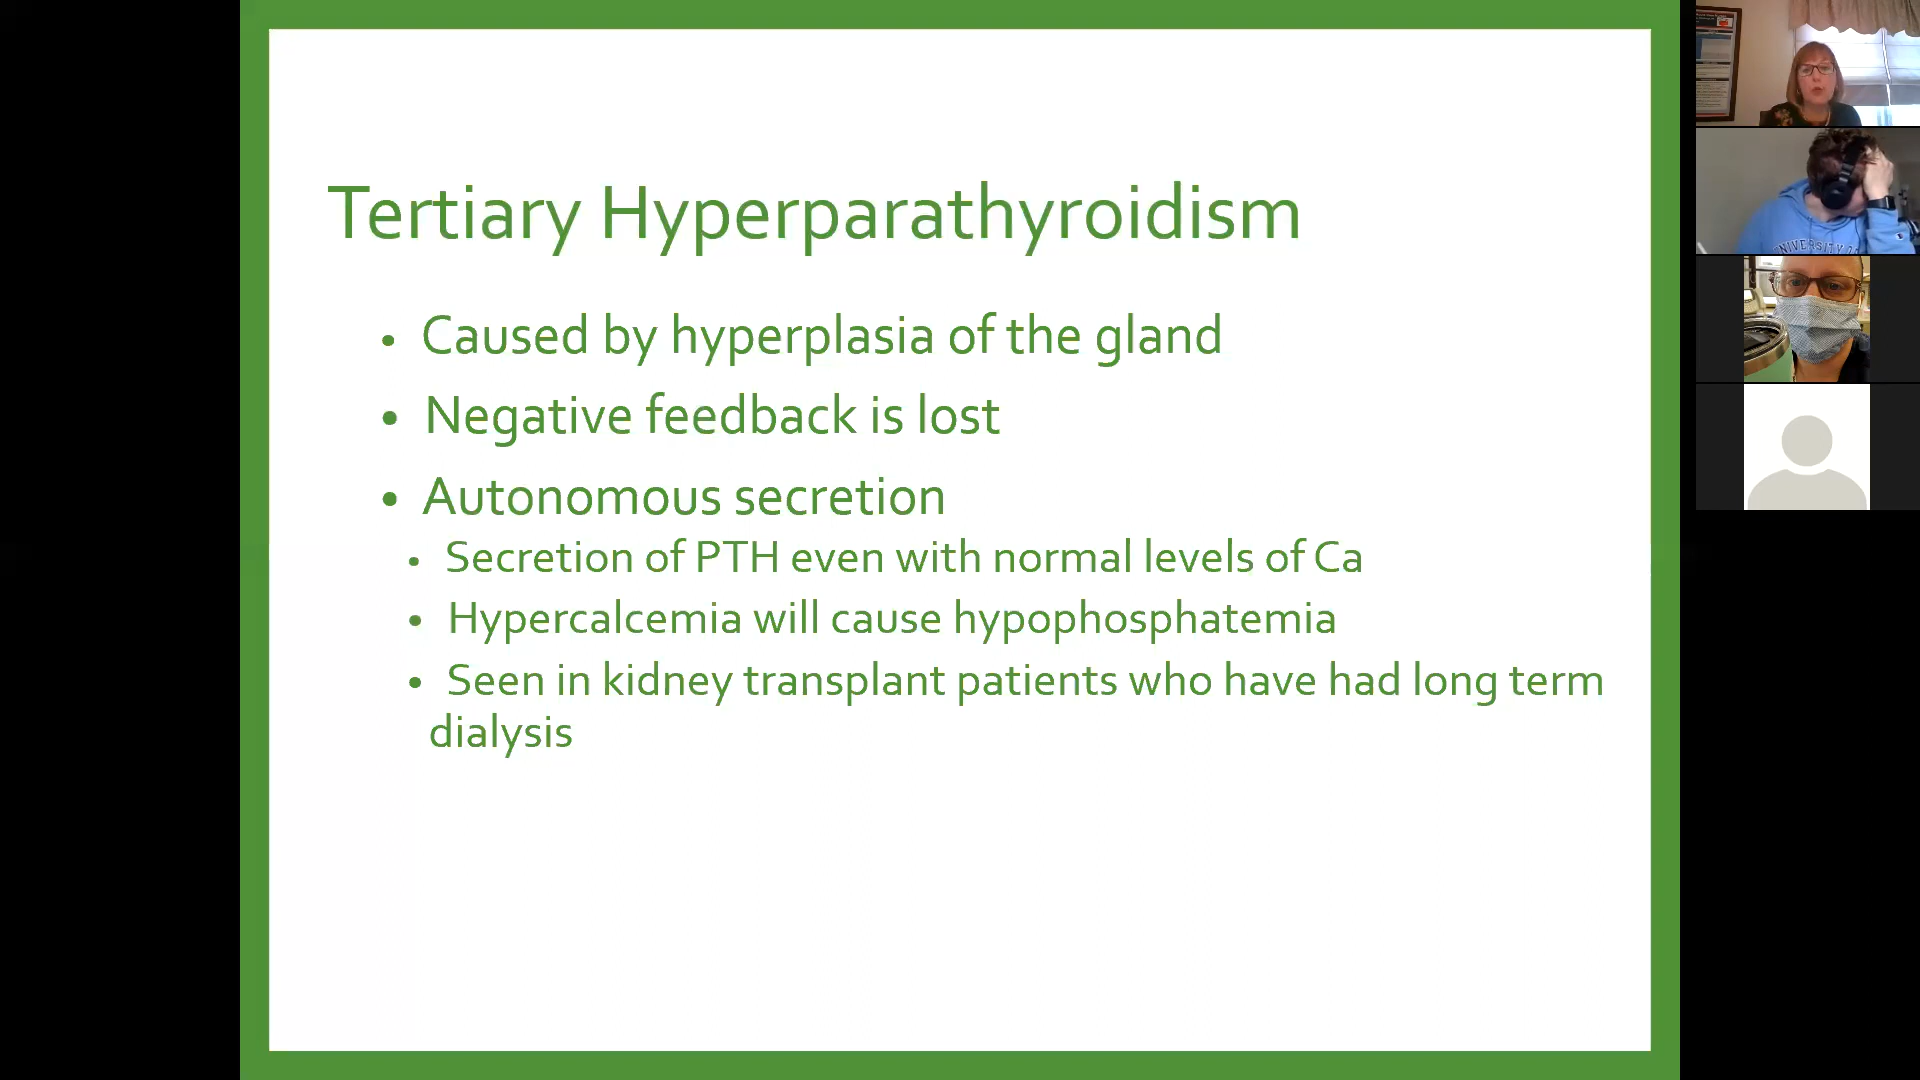 Tertiary Hyperparathyroidism
• Caused by hyperplasia of the gland
• Negative feedback is lost
• Autonomous secretion
• Secretion of PTH even with normal levels of Ca
• Hypercalcemia will cause hypophosphatemia
• Seen in kidney transplant patients who have had long term
dialysis
UNIVERSITY